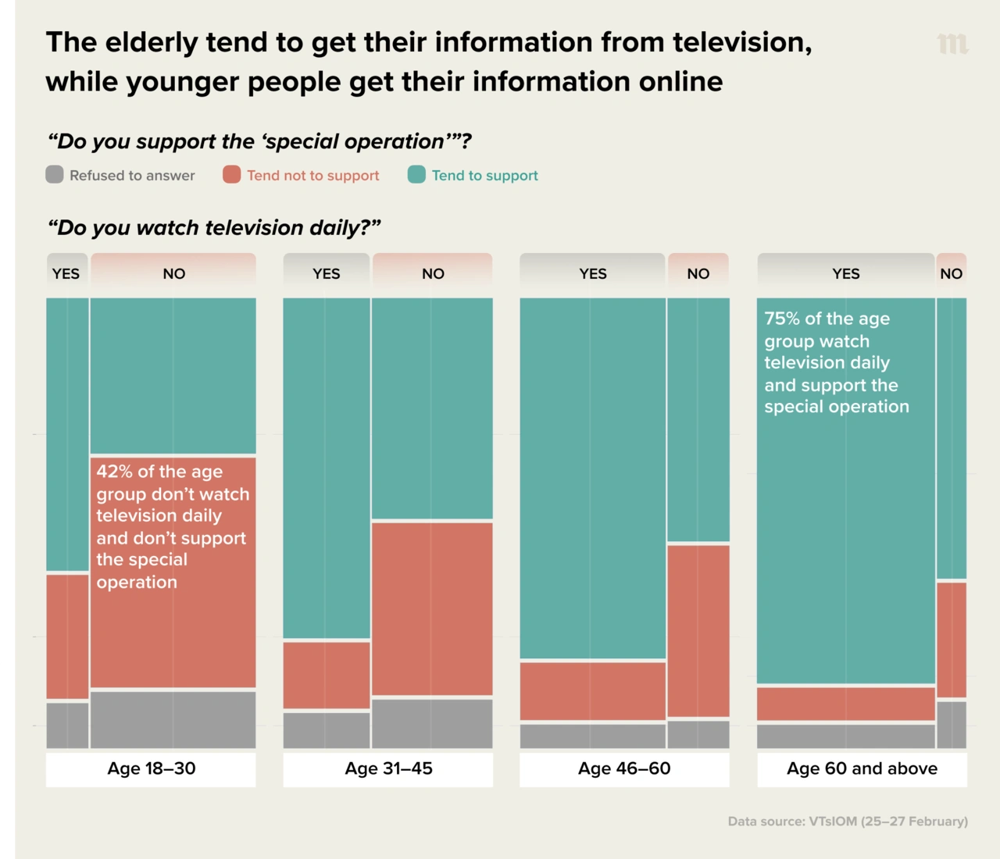 The elderly tend to get their information from television,
while younger people get their information online
m
“Do you support the ‘special operation’”?
Refused to answer Tend not to support Tend to support
“Do you watch television daily?”
YES NO YES NO YES NO YES NO
42% of the age
group don’t watch
television daily
and don’t support
the special
operation
75% of the age
group watch
television daily
and support the
special operation
Age 18–30 Age 31–45 Age 46–60 Age 60 and above
Data source: VTsIOM (25–27 February)